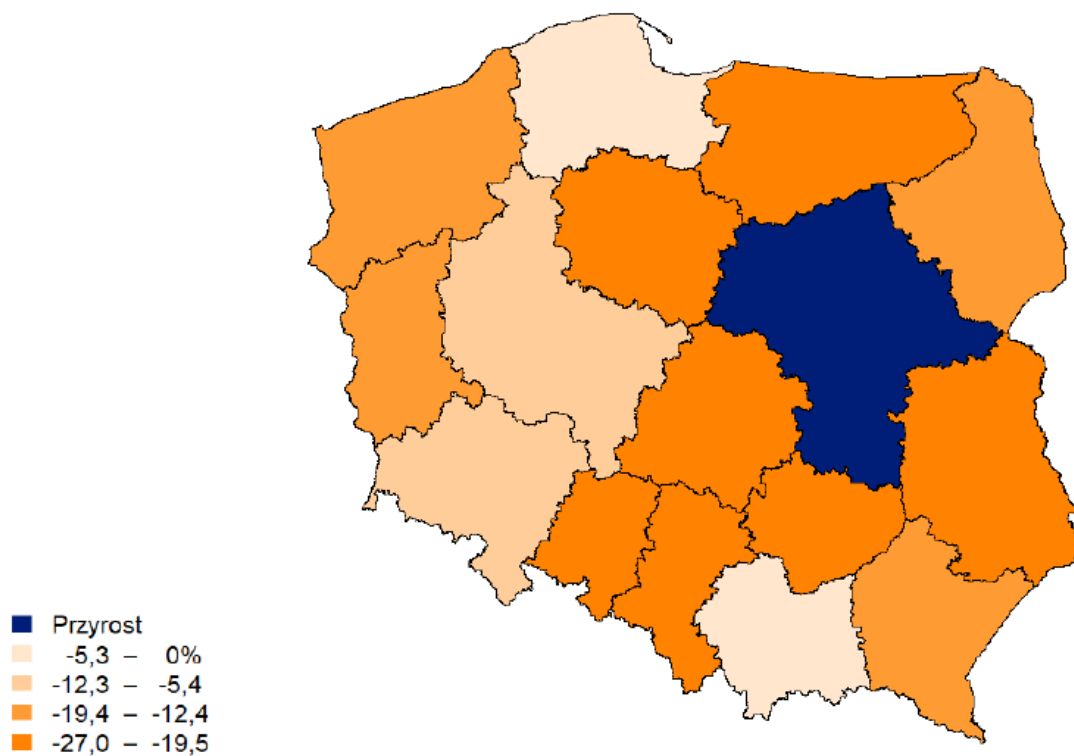 Przyrost
-5,3 – 0%
-12,3 – -5,4
-19,4 – -12,4
-27,0 – -19,5